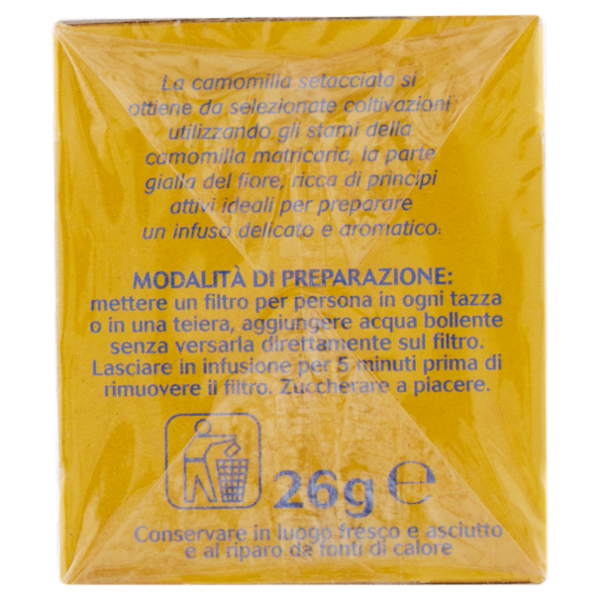 La camomilla setacciata si
ottiene da selezionate coltivazioni
utilizzando gli stami della
camomilla matricaria, la parte
gialla del fiore, ricca di principi
attivi ideali per preparare
un infuso delicato e aromatico.
MODALITÀ DI PREPARAZIONE:
mettere un filtro per persona in ogni tazza
o in una teiera, aggiungere acqua bollente
senza versarla direttamente sul filtro.
Lasciare in infusione per 5 minuti prima di
rimuovere il filtro. Zuccherare a piacere.
26g ℮
Conservare in luogo fresco e asciutto
e al riparo da fonti di calore